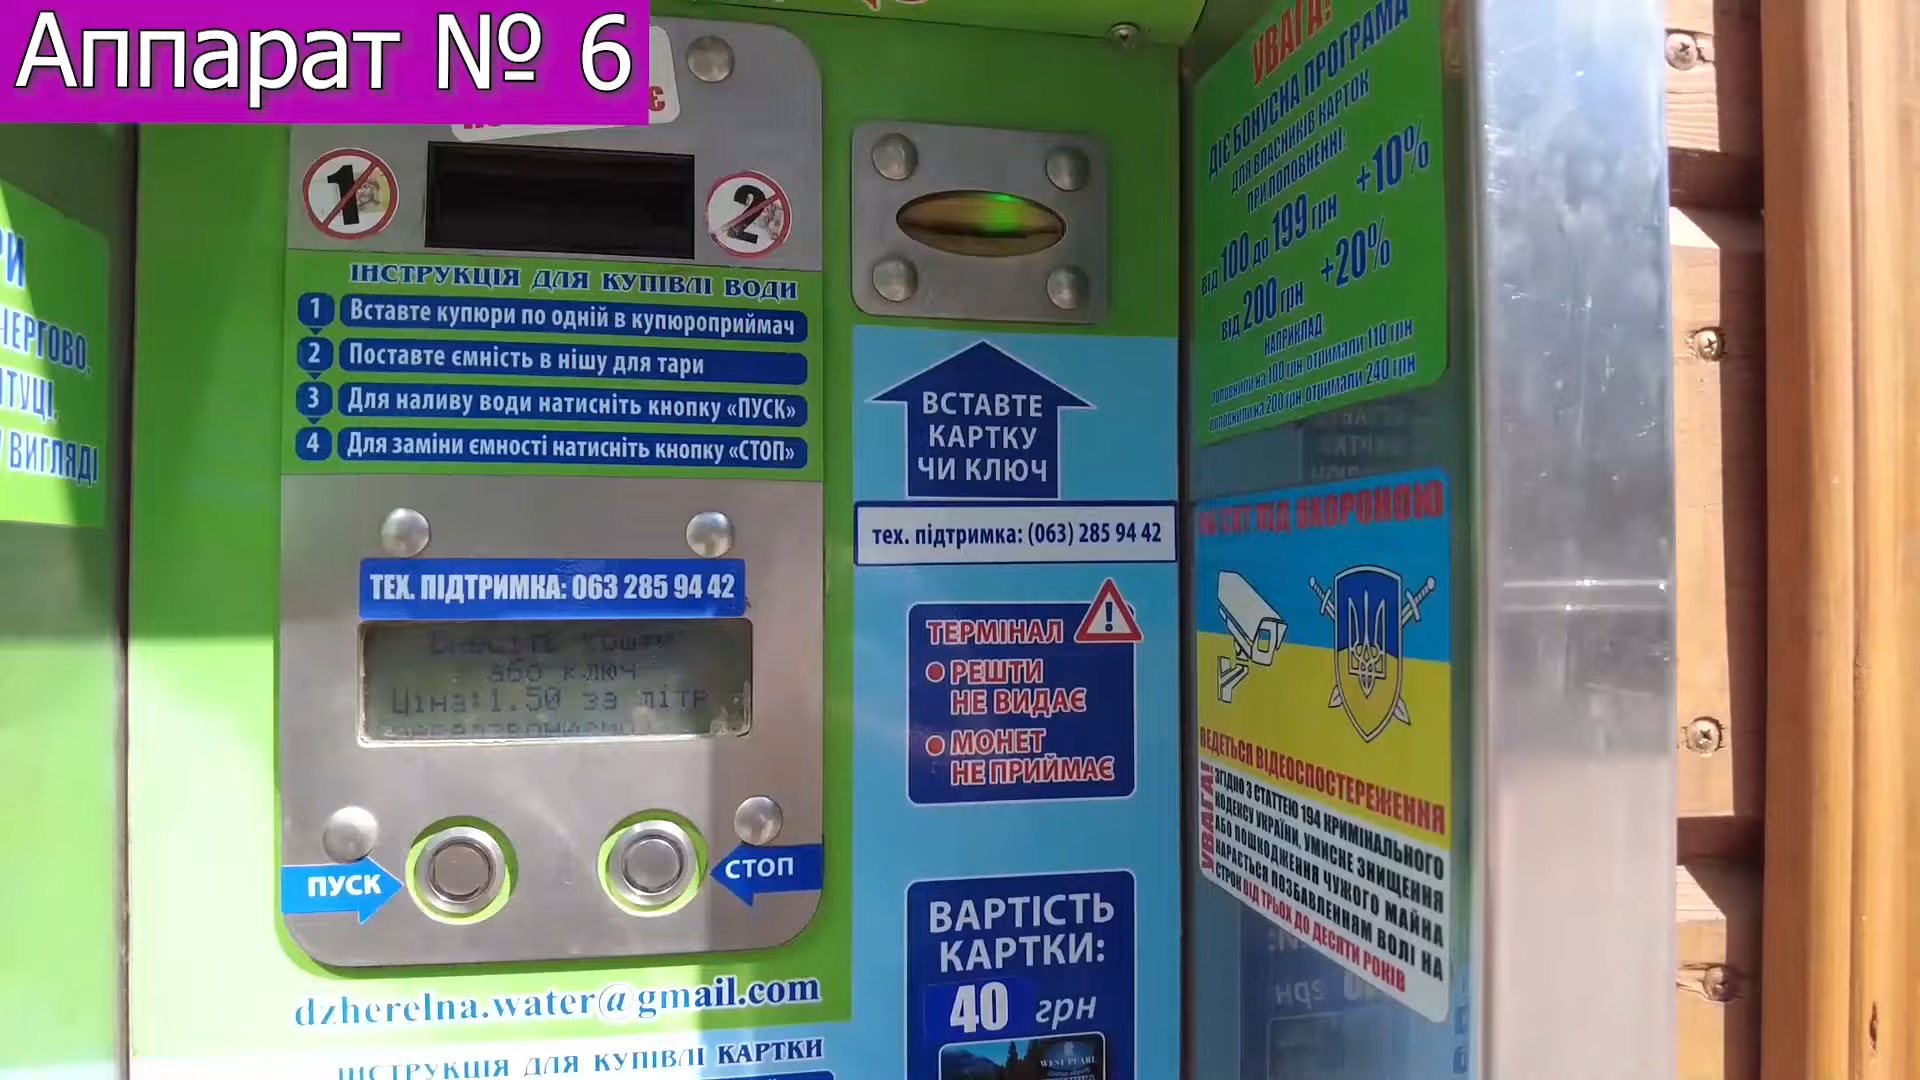 Аппарат № 6
Є
1
2
ІНСТРУКЦІЯ ДЛЯ КУПІВЛІ ВОДИ
1 Вставте купюри по одній в купюроприймач
2 Поставте ємність в нішу для тари
3 Для наливу води натисніть кнопку «ПУСК»
4 Для заміни ємності натисніть кнопку «СТОП»
ТЕХ. ПІДТРИМКА: 063 285 94 42
або ключ
Ціна:1.50 за літр
ПУСК
СТОП
dzherelna.water@gmail.com
ІНСТРУКЦІЯ ДЛЯ КУПІВЛІ КАРТКИ
ВСТАВТЕ
КАРТКУ
ЧИ КЛЮЧ
тех. підтримка: (063) 285 94 42
ТЕРМІНАЛ
РЕШТИ
НЕ ВИДАЄ
МОНЕТ
НЕ ПРИЙМАЄ
ВАРТІСТЬ
КАРТКИ:
40 грн
WEST PEARL
УВАГА!
ДІЄ БОНУСНА ПРОГРАМА
ДЛЯ ВЛАСНИКІВ КАРТОК
ПРИ ПОПОВНЕННІ:
ВІД 100 ДО 199 ГРН +10%
ВІД 200 ГРН +20%
НАПРИКЛАД:
поповнили на 100 грн, отримали 110 грн
поповнили на 200 грн, отримали 240 грн
ПІД ОХОРОНОЮ
ВЕДЕТЬСЯ ВІДЕОСПОСТЕРЕЖЕННЯ
УВАГА!
ЗГІДНО З СТАТТЕЮ 194 КРИМІНАЛЬНОГО
КОДЕКСУ УКРАЇНИ, УМИСНЕ ЗНИЩЕННЯ
АБО ПОШКОДЖЕННЯ ЧУЖОГО МАЙНА
КАРАЄТЬСЯ ПОЗБАВЛЕННЯМ ВОЛІ НА
СТРОК ВІД ТРЬОХ ДО ДЕСЯТИ РОКІВ
ВИГЛЯДІ